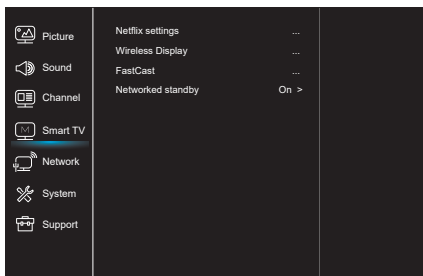 Picture
Sound
Channel
M Smart TV
Network
System
Support
Netflix settings ...
Wireless Display ...
FastCast ...
Networked standby On >